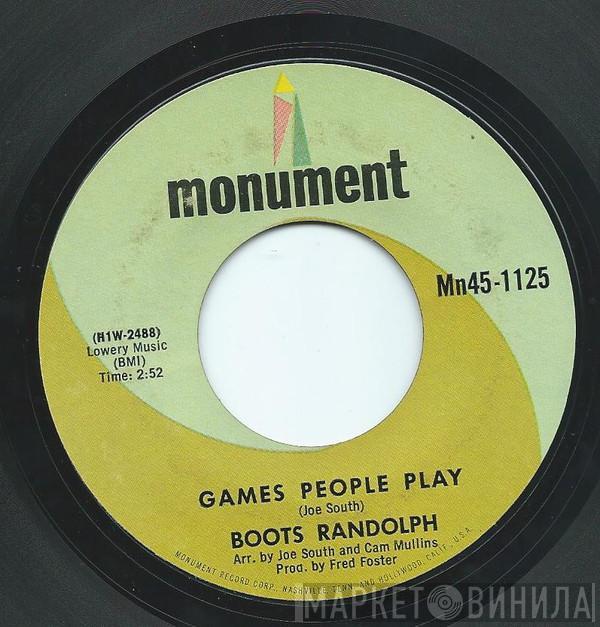 monument
Mn45-1125
(H1W-2488)
Lowery Music
(BMI)
Time: 2:52
GAMES PEOPLE PLAY
(Joe South)
BOOTS RANDOLPH
Arr. by Joe South and Cam Mullins
Prod. by Fred Foster
MONUMENT RECORD CORP., NASHVILLE, TENN. AND HOLLYWOOD, CALIF., U.S.A.
МАРКЕТ ВИНИЛА